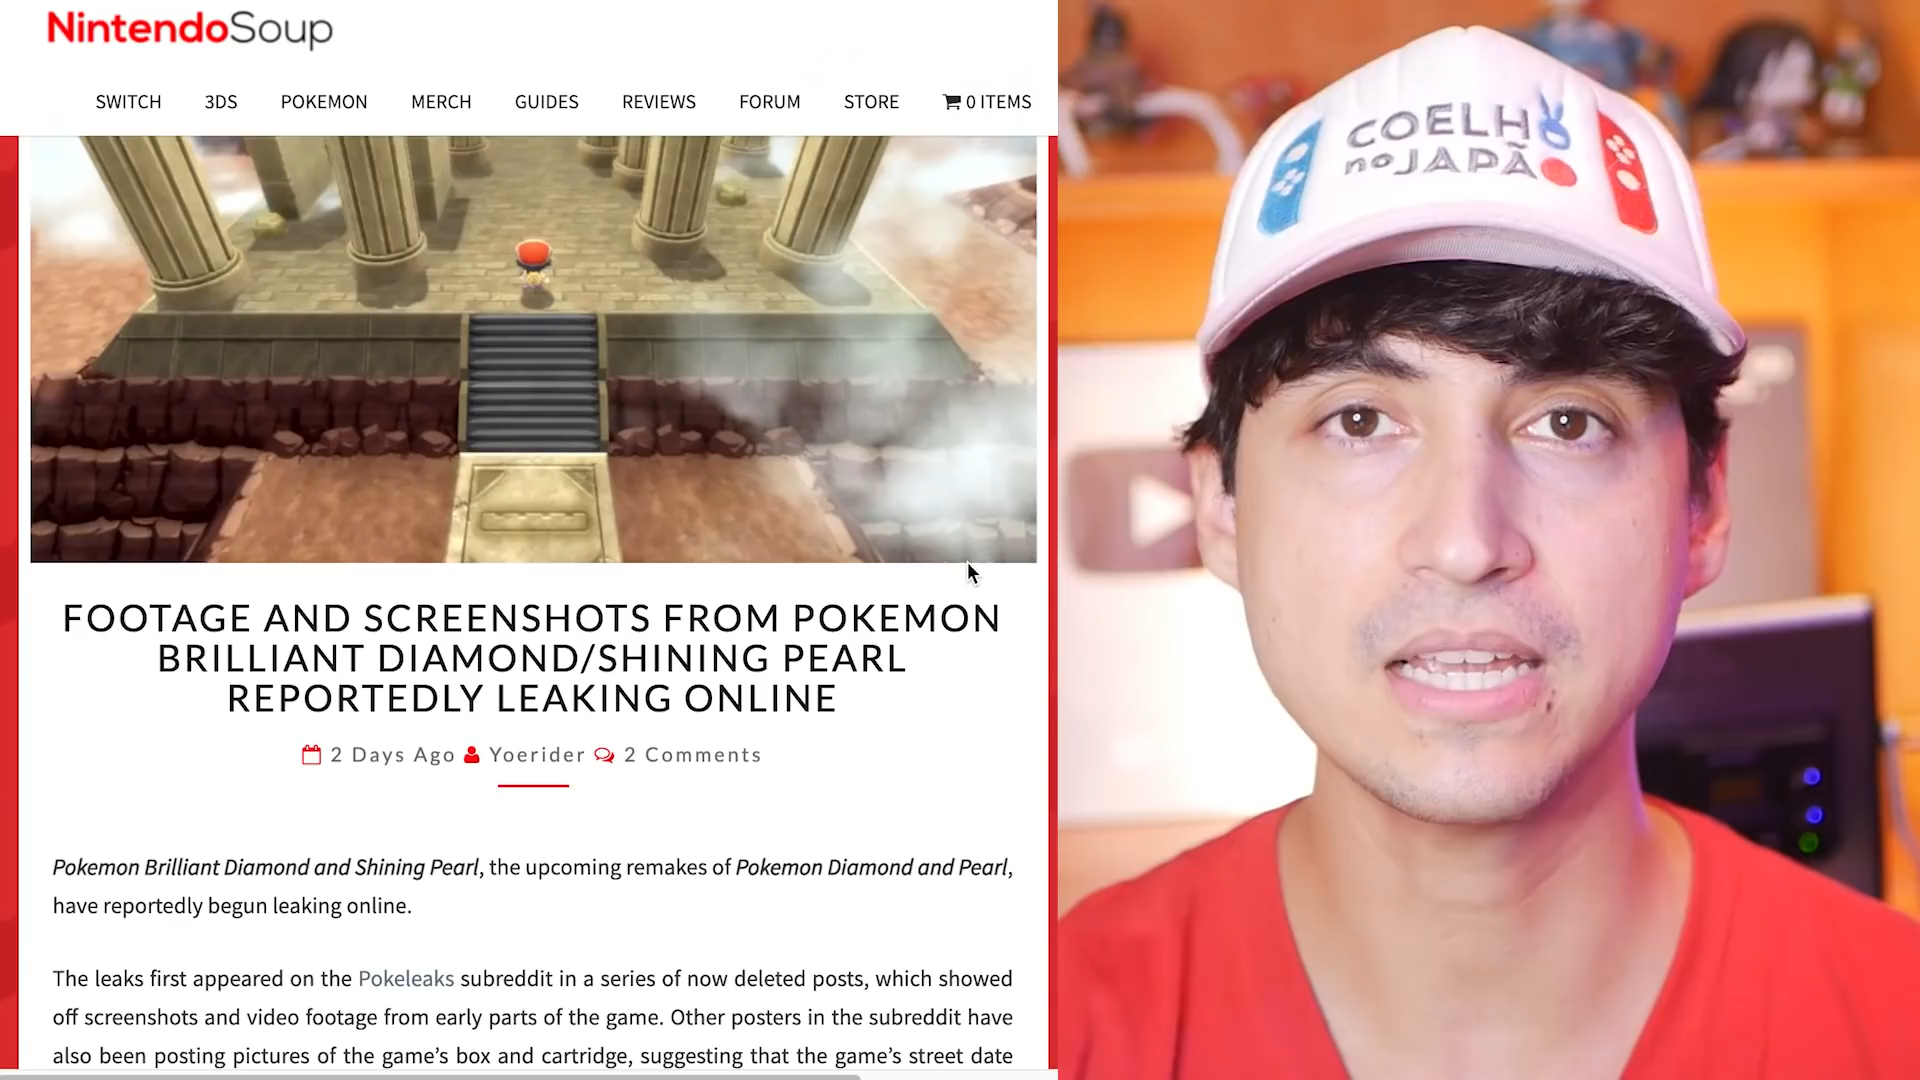 NintendoSoup
SWITCH 3DS POKEMON MERCH GUIDES REVIEWS FORUM STORE 0 ITEMS
FOOTAGE AND SCREENSHOTS FROM POKEMON
BRILLIANT DIAMOND/SHINING PEARL
REPORTEDLY LEAKING ONLINE
2 Days Ago Yoerider 2 Comments
Pokemon Brilliant Diamond and Shining Pearl, the upcoming remakes of Pokemon Diamond and Pearl,
have reportedly begun leaking online.
The leaks first appeared on the Pokeleaks subreddit in a series of now deleted posts, which showed
off screenshots and video footage from early parts of the game. Other posters in the subreddit have
also been posting pictures of the game's box and cartridge, suggesting that the game's street date
COELHO
no JAPÃO